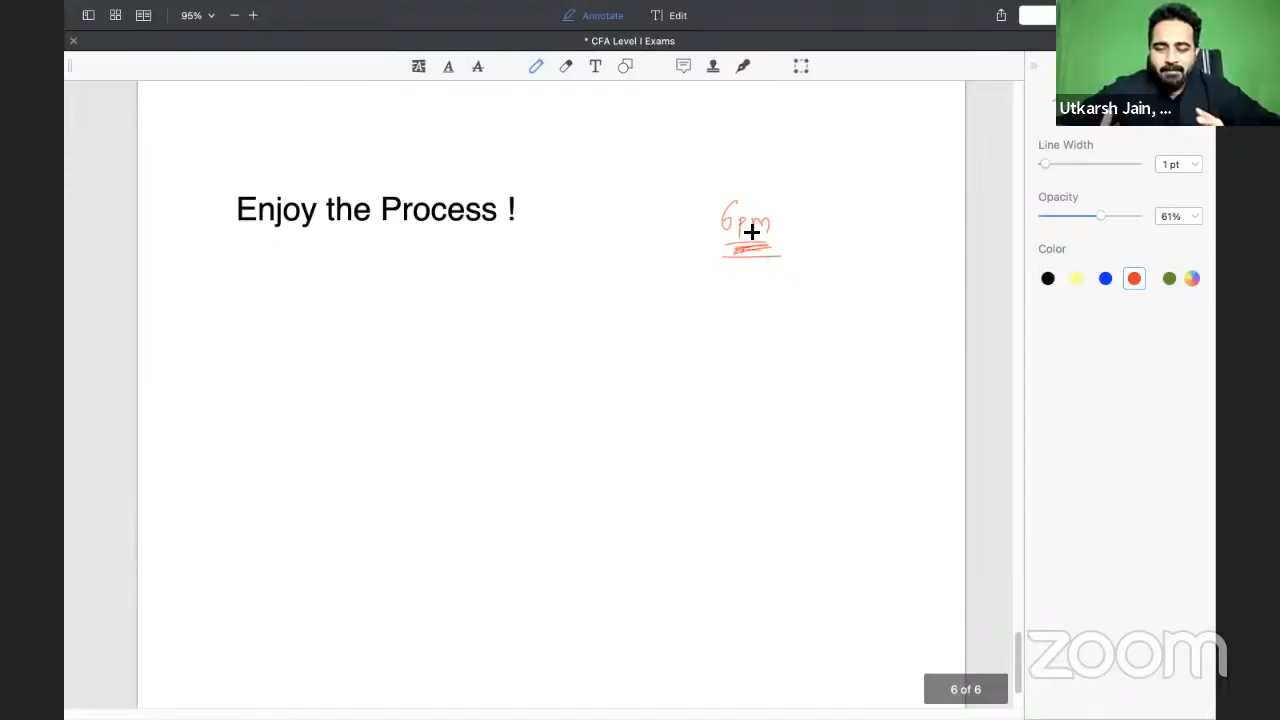 95%
Annotate
T Edit
* CFA Level I Exams
A A T
Utkarsh Jain, ...
Line Width
1 pt
Enjoy the Process !
6pm
Opacity
61%
Color
zoom
6 of 6